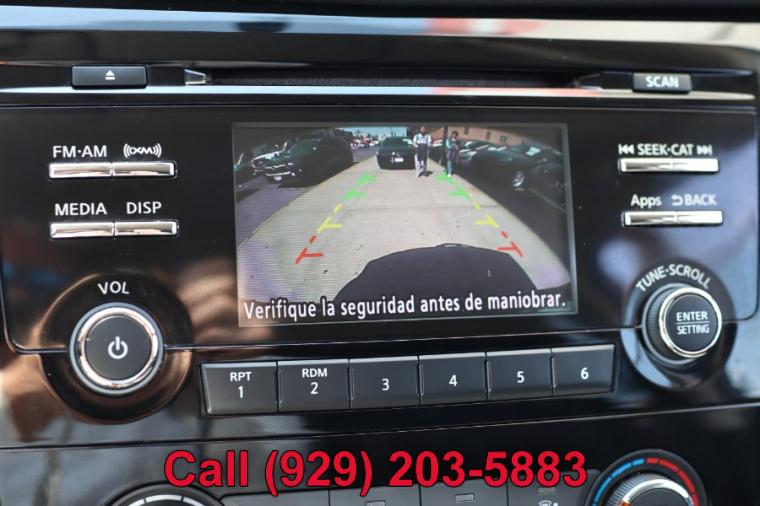 SCAN
FM·AM ((XM))
SEEK·CAT
MEDIA DISP
Apps BACK
VOL
TUNE·SCROLL
ENTER
SETTING
Verifique la seguridad antes de maniobrar.
RPT RDM
1 2 3 4 5 6
Call (929) 203-5883